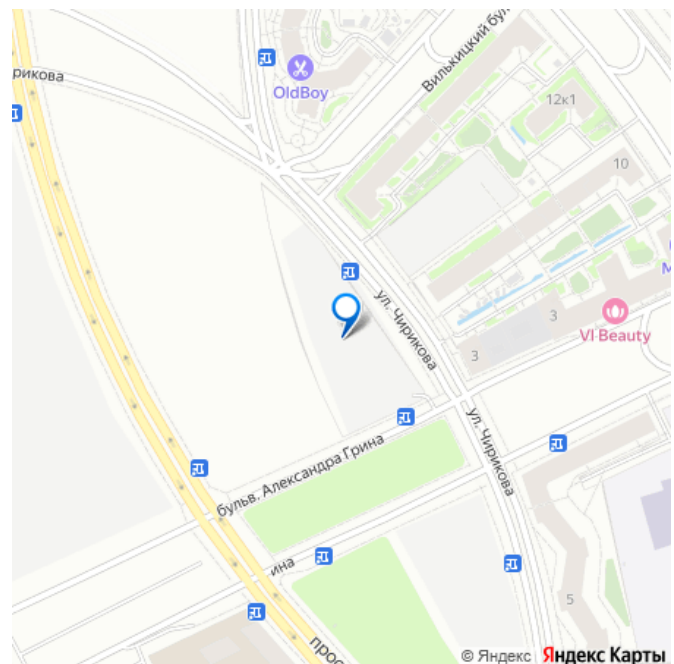 рикова
OldBoy
Вилькицкий бул
12к1
10
М
ул. Чирикова
3
3
VI Beauty
ул. Чирикова
бульв. Александра Грина
ина
5
прос
© Яндекс
Яндекс Карты